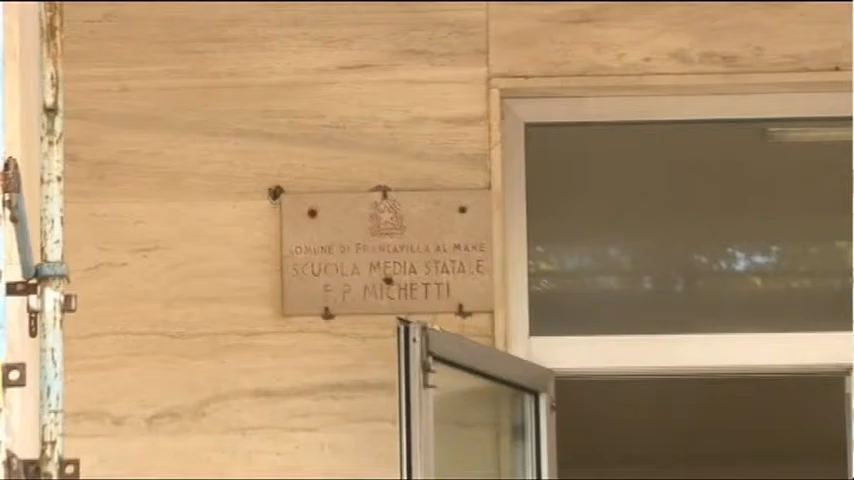 COMUNE DI FRANCAVILLA AL MARE
SCUOLA MEDIA STATALE
F. P. MICHETTI